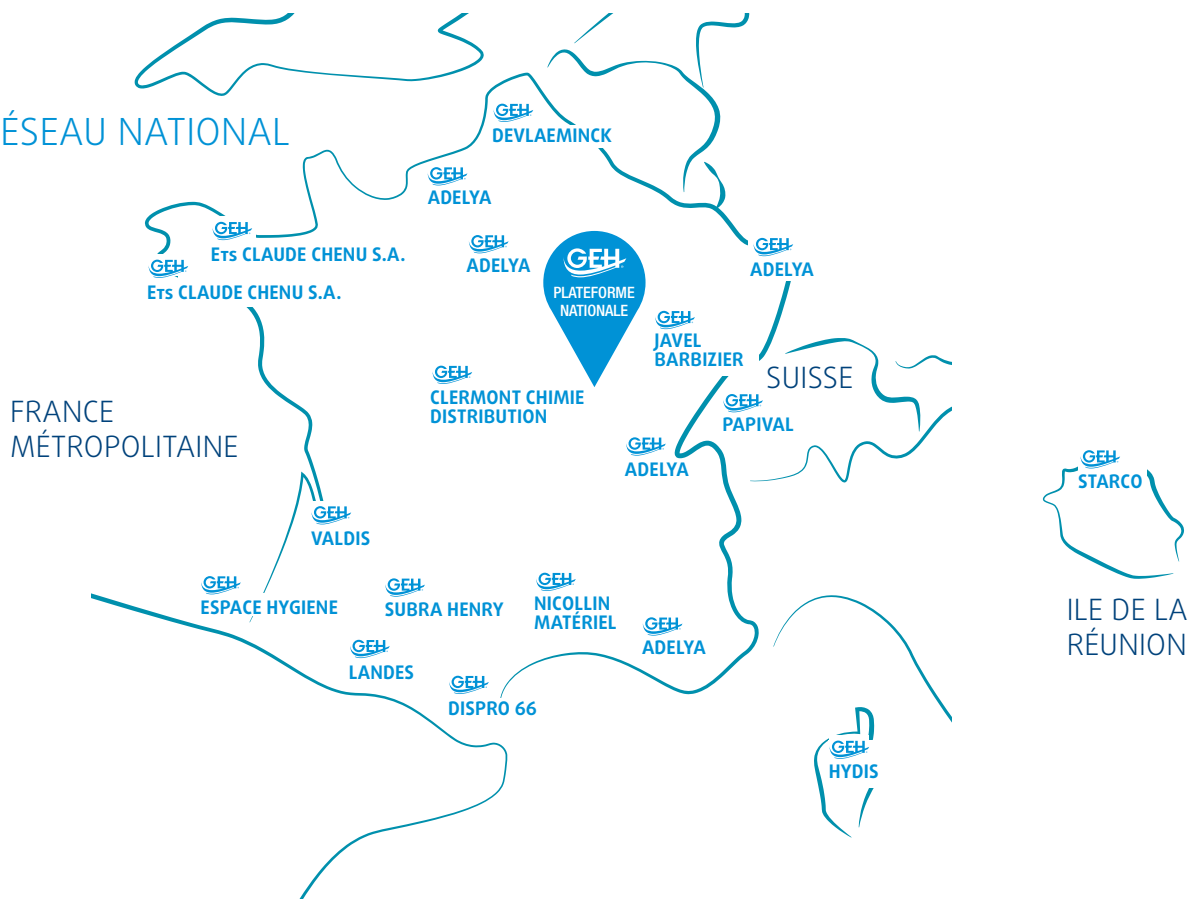 GEH
DEVLAEMINCK
ÉSEAU NATIONAL
GEH
ADELYA
GEH
ETS CLAUDE CHENU S.A.
GEH
ADELYA
GEH
PLATEFORME
NATIONALE
GEH
ADELYA
GEH
ETS CLAUDE CHENU S.A.
GEH
JAVEL
BARBIZIER
GEH
CLERMONT CHIMIE
DISTRIBUTION
SUISSE
GEH
PAPIVAL
FRANCE
MÉTROPOLITAINE
GEH
ADELYA
GEH
STARCO
GEH
VALDIS
GEH
ESPACE HYGIENE
GEH
SUBRA HENRY
GEH
NICOLLIN
MATÉRIEL
GEH
ADELYA
ILE DE LA
RÉUNION
GEH
LANDES
GEH
DISPRO 66
GEH
HYDIS